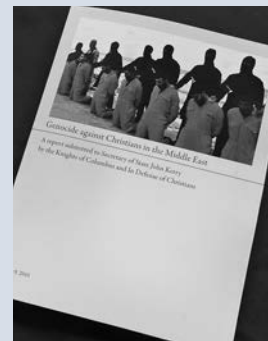 Genocide against Christians in the Middle East
A report submitted to Secretary of State John Kerry
by the Knights of Columbus and In Defense of Christians